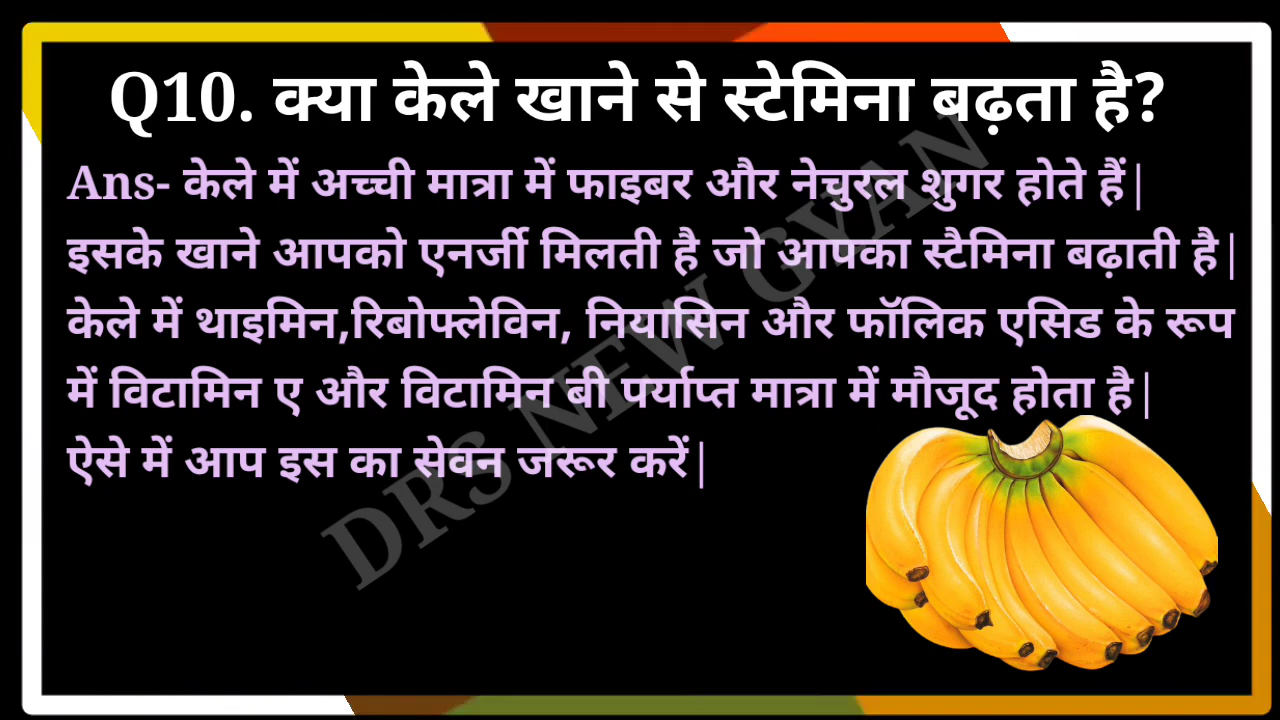 Q10. क्या केले खाने से स्टेमिना बढ़ता है?
Ans- केले में अच्ची मात्रा में फाइबर और नेचुरल शुगर होते हैं|
इसके खाने आपको एनर्जी मिलती है जो आपका स्टैमिना बढ़ाती है|
केले में थाइमिन,रिबोफ्लेविन, नियासिन और फॉलिक एसिड के रूप
में विटामिन ए और विटामिन बी पर्याप्त मात्रा में मौजूद होता है|
ऐसे में आप इस का सेवन जरूर करें|
DRS NEW GYAN